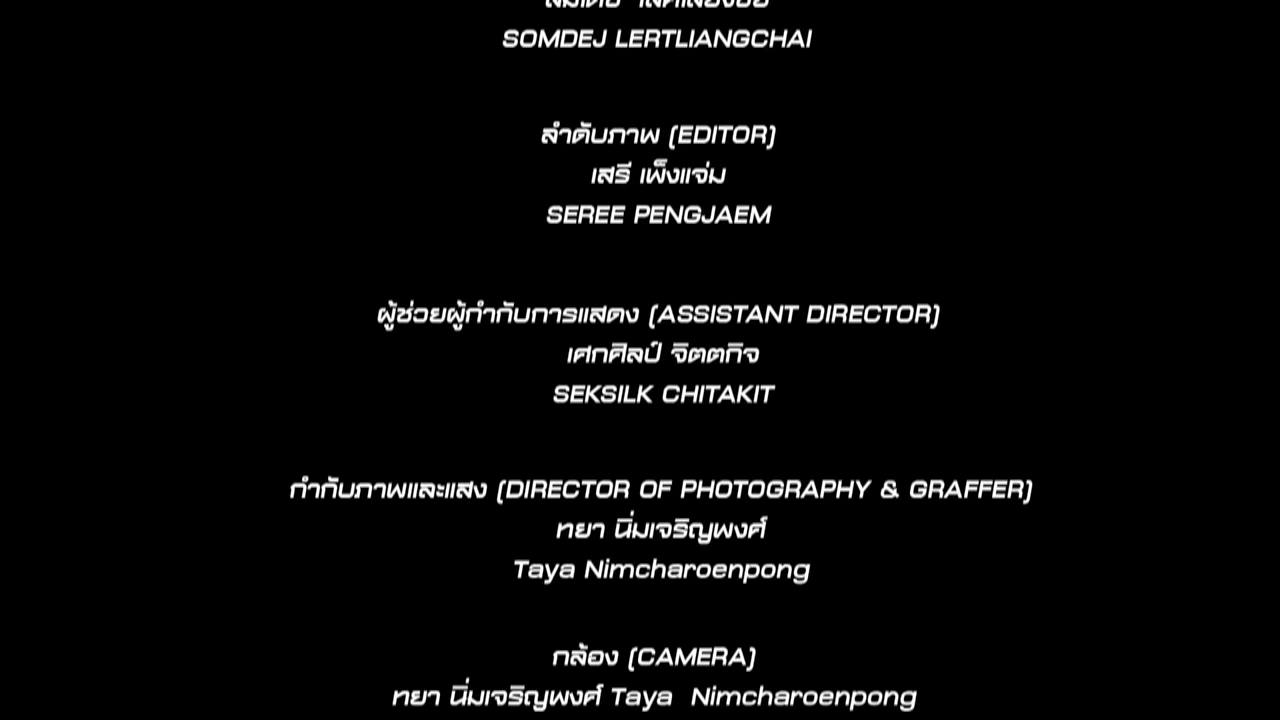 SOMDEJ LERTLIANGCHAI
ลำดับภาพ (EDITOR)
เสรี เพ็งแจ่ม
SEREE PENGJAEM
ผู้ช่วยผู้กำกับการแสดง (ASSISTANT DIRECTOR)
เศกศิลป์ จิตตกิจ
SEKSILK CHITAKIT
กำกับภาพและแสง (DIRECTOR OF PHOTOGRAPHY & GRAFFER)
ทยา นิ่มเจริญพงศ์
Taya Nimcharoenpong
กล้อง (CAMERA)
ทยา นิ่มเจริญพงศ์ Taya  Nimcharoenpong